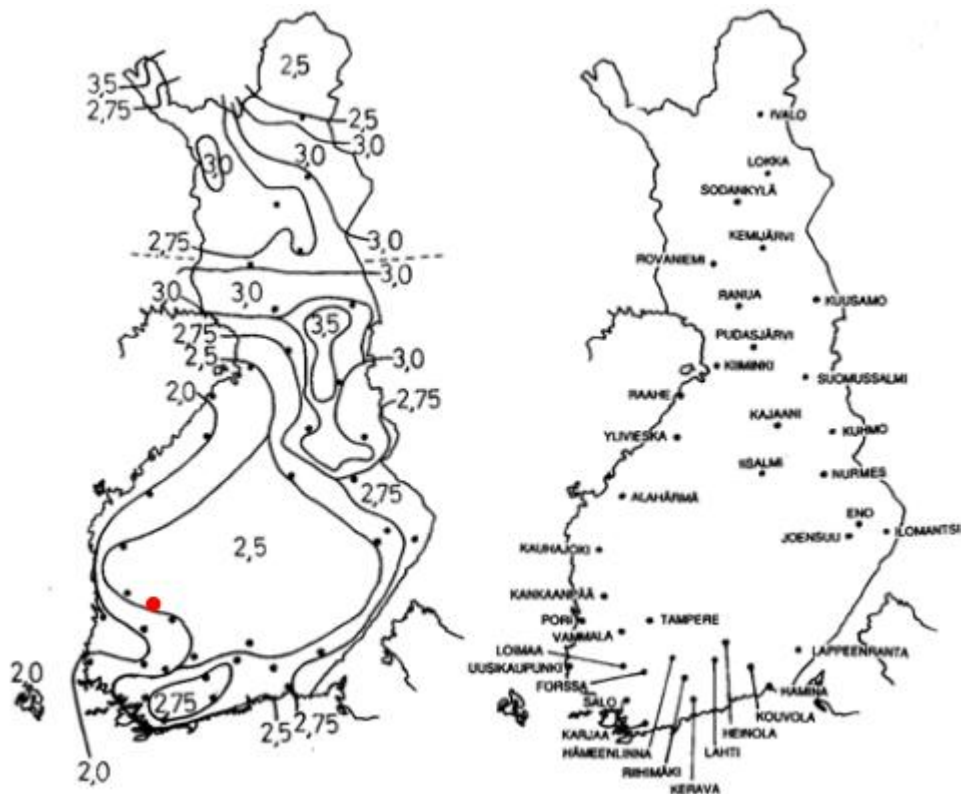 2,5
3,5
2,75
2,5
3,0
3,0
3,0
2,75
3,0
3,0
3,0
3,0
3,5
2,75
2,5
3,0
2,0
2,75
2,75
2,5
2,0
2,75
2,5
2,75
2,0
IVALO
LOKKA
SODANKYLÄ
KEMIJÄRVI
ROVANIEMI
RANUA
KUUSAMO
PUDASJÄRVI
KIIMINKI
SUOMUSSALMI
RAAHE
KAJAANI
YLIVIESKA
KUHMO
IISALMI
NURMES
ALAHÄRMÄ
ENO
JOENSUU
ILOMANTSI
KAUHAJOKI
KANKAANPÄÄ
PORI
TAMPERE
VAMMALA
LOIMAA
LAPPEENRANTA
UUSIKAUPUNKI
FORSSA
HAMINA
SALO
KOUVOLA
KARJAA
HEINOLA
HÄMEENLINNA
LAHTI
RIIHIMÄKI
KERAVA